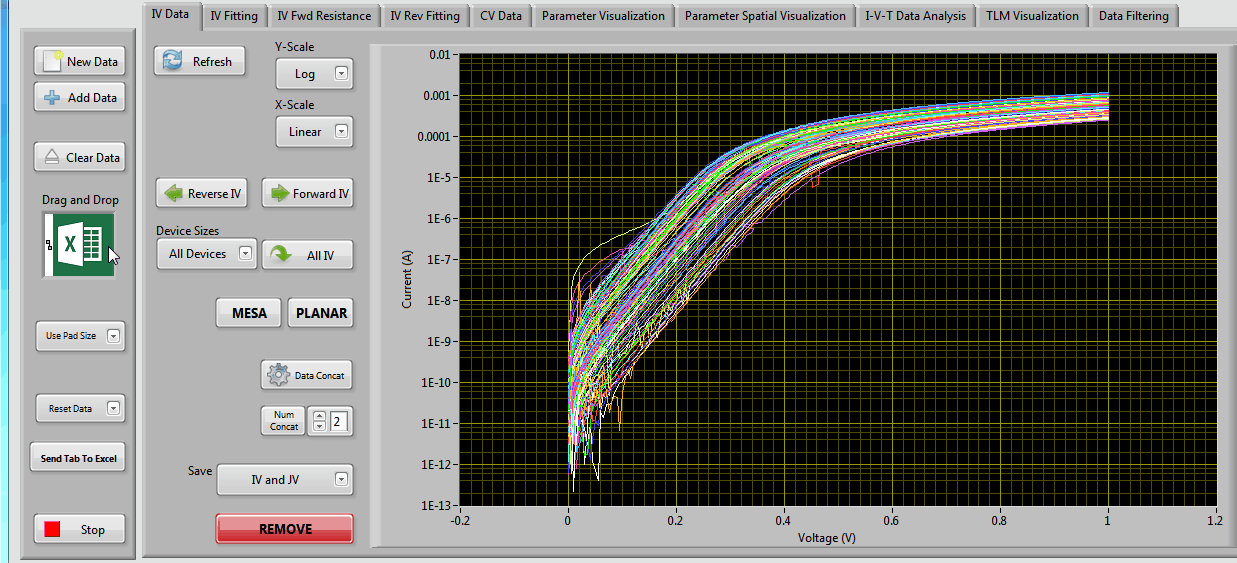 IV Data
IV Fitting
IV Fwd Resistance
IV Rev Fitting
CV Data
Parameter Visualization
Parameter Spatial Visualization
I-V-T Data Analysis
TLM Visualization
Data Filtering
New Data
Add Data
Clear Data
Drag and Drop
X
Use Pad Size
Reset Data
Send Tab To Excel
Stop
Refresh
Y-Scale
Log
X-Scale
Linear
Reverse IV
Forward IV
Device Sizes
All Devices
All IV
MESA
PLANAR
Data Concat
Num
Concat
2
Save
IV and JV
REMOVE
Current (A)
0.01
0.001
0.0001
1E-5
1E-6
1E-7
1E-8
1E-9
1E-10
1E-11
1E-12
1E-13
-0.2
0
0.2
0.4
0.6
0.8
1
1.2
Voltage (V)